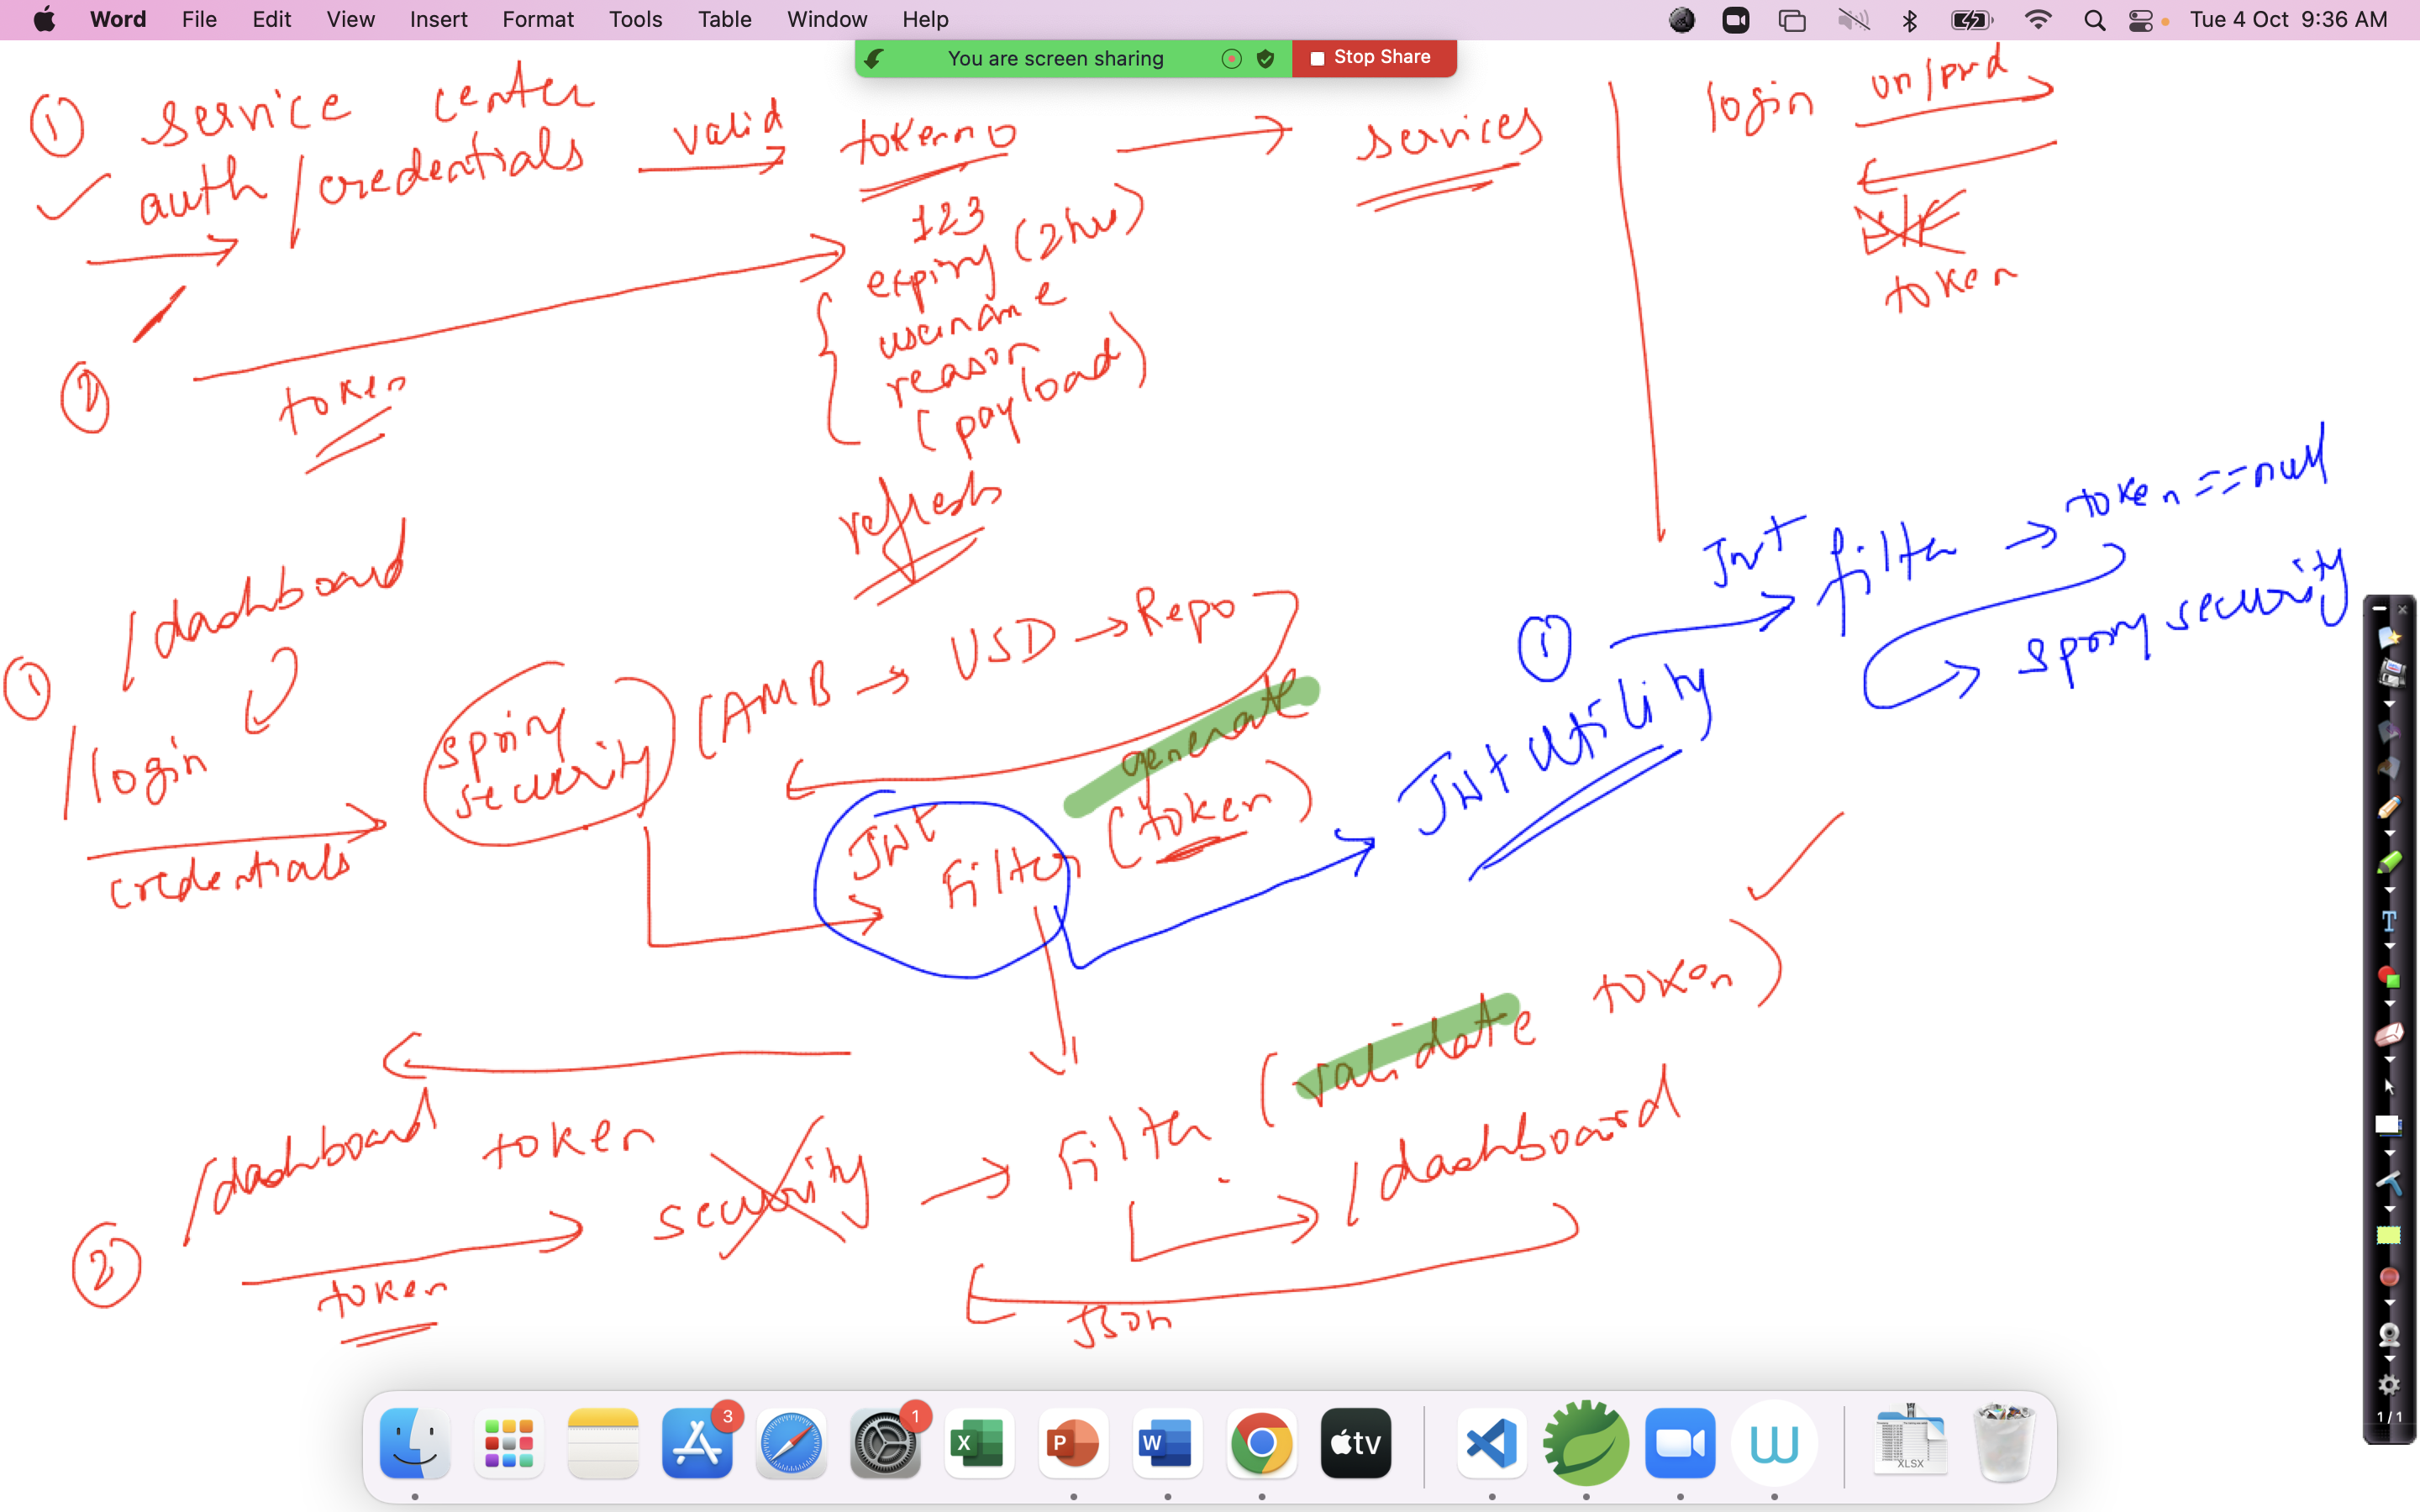 Word File Edit View Insert Format Tools Table Window Help Tue 4 Oct 9:36 AM
You are screen sharing Stop Share
① service center
auth / credentials valid token no services
123
expiry (2hrs)
username
reason
(payload)
refresh
② token
login un/pwd
token
① /dashboard
/login
credentials
spring
security
(AMB → USD → Repo
generate
(token)
JWT
Filter
JWT Utility
① JWT filter → token == null
spring security
② /dashboard token
token
security → Filter (validate token)
/dashboard
JSON
3
1
X
P
W
tv
W
XLSX
T
1/1